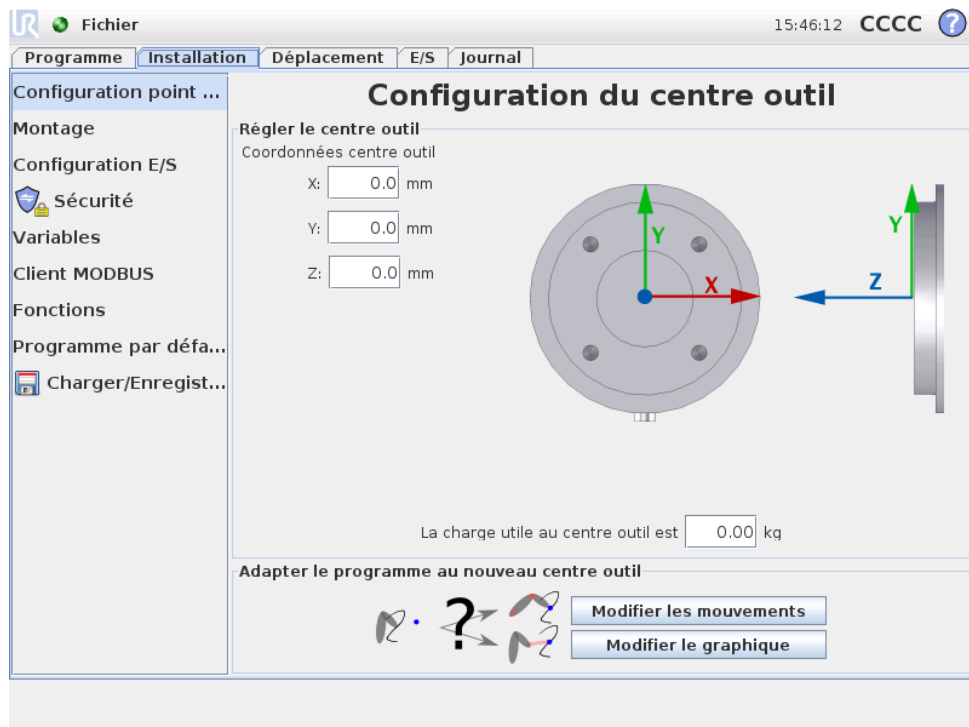 UR Fichier 15:46:12 CCCC ?
Programme Installation Déplacement E/S Journal
Configuration point ...
Montage
Configuration E/S
Sécurité
Variables
Client MODBUS
Fonctions
Programme par défa...
Charger/Enregist...
Configuration du centre outil
Régler le centre outil
Coordonnées centre outil
X: 0.0 mm
Y: 0.0 mm
Z: 0.0 mm
Y
X
Y
Z
La charge utile au centre outil est 0.00 kg
Adapter le programme au nouveau centre outil
?
Modifier les mouvements
Modifier le graphique